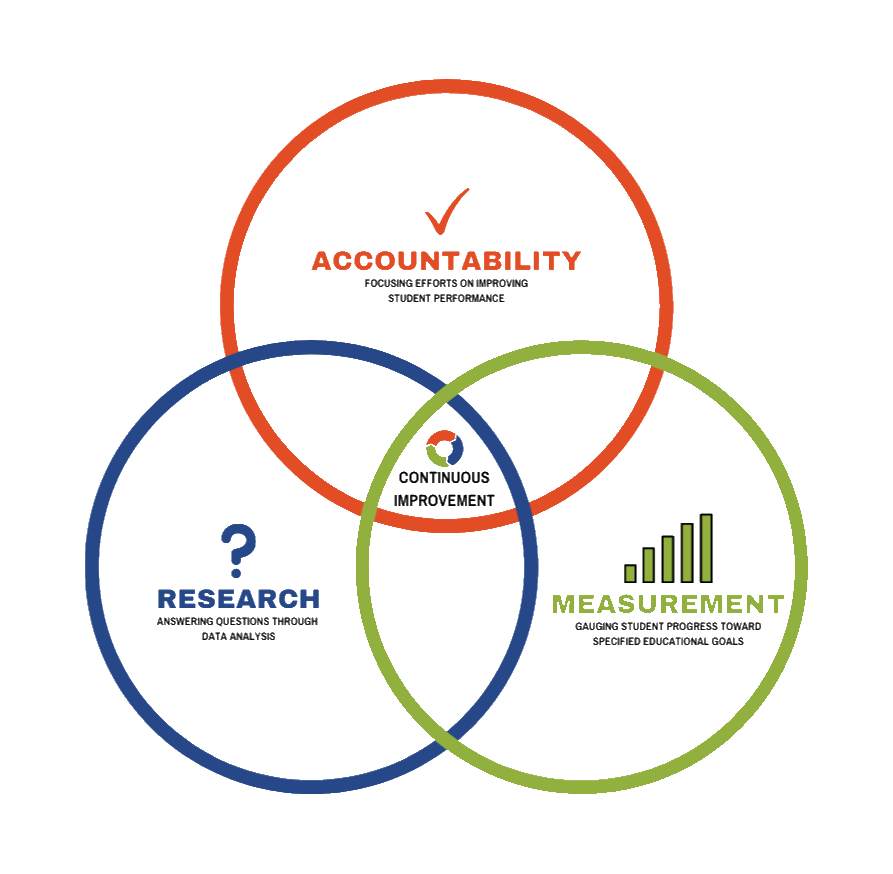 ACCOUNTABILITY
FOCUSING EFFORTS ON IMPROVING
STUDENT PERFORMANCE
CONTINUOUS
IMPROVEMENT
?
RESEARCH
ANSWERING QUESTIONS THROUGH
DATA ANALYSIS
MEASUREMENT
GAUGING STUDENT PROGRESS TOWARD
SPECIFIED EDUCATIONAL GOALS